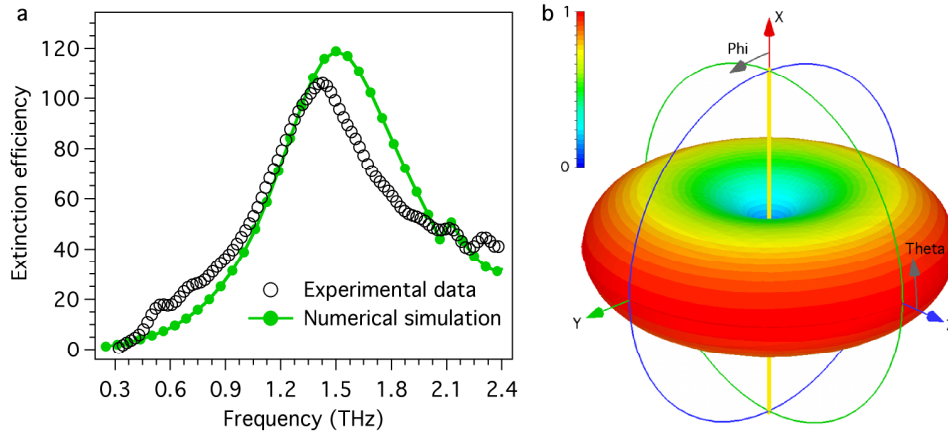 a
Extinction efficiency
120
100
80
60
40
20
0
0.3 0.6 0.9 1.2 1.5 1.8 2.1 2.4
Frequency (THz)
Experimental data
Numerical simulation
b
1
0
X
Phi
Theta
Y